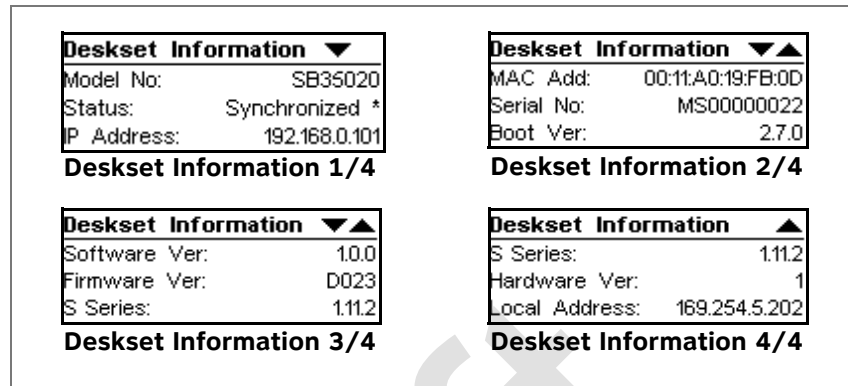 Deskset Information ▼
Model No: SB35020
Status: Synchronized *
IP Address: 192.168.0.101
Deskset Information 1/4
Deskset Information ▼▲
MAC Add: 00:11:A0:19:FB:0D
Serial No: MS00000022
Boot Ver: 2.7.0
Deskset Information 2/4
Deskset Information ▼▲
Software Ver: 1.0.0
Firmware Ver: D023
S Series: 1.11.2
Deskset Information 3/4
Deskset Information ▲
S Series: 1.11.2
Hardware Ver: 1
Local Address: 169.254.5.202
Deskset Information 4/4